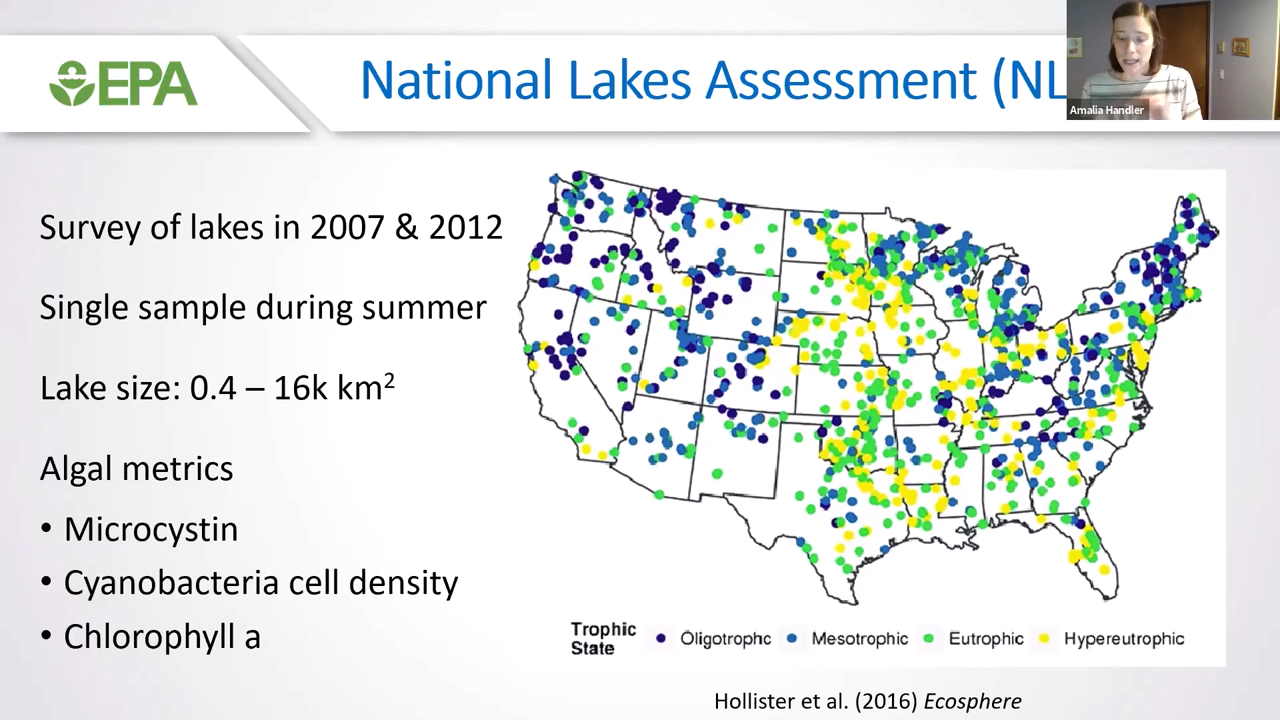 EPA
National Lakes Assessment (NL
Amalia Handler
Survey of lakes in 2007 & 2012
Single sample during summer
Lake size: 0.4 – 16k km²
Algal metrics
• Microcystin
• Cyanobacteria cell density
• Chlorophyll a
Trophic
State
Oligotrophc
Mesotrophic
Eutrophic
Hypereutrophic
Hollister et al. (2016) Ecosphere